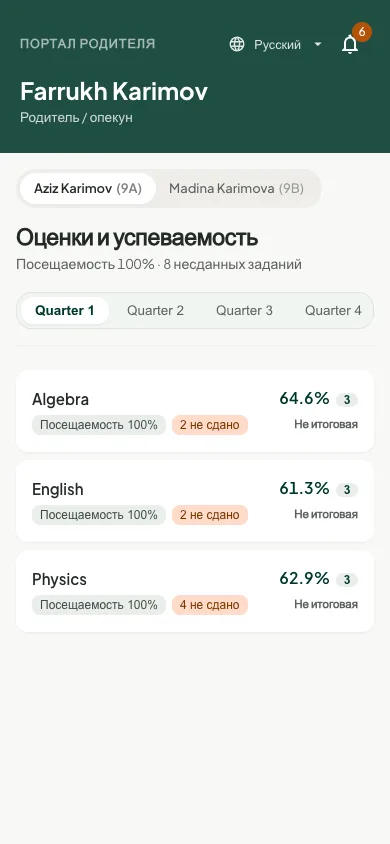 ПОРТАЛ РОДИТЕЛЯ
Русский
6
Farrukh Karimov
Родитель / опекун
Aziz Karimov (9A)
Madina Karimova (9B)
Оценки и успеваемость
Посещаемость 100% · 8 несданных заданий
Quarter 1
Quarter 2
Quarter 3
Quarter 4
Algebra
64.6% 3
Посещаемость 100%
2 не сдано
Не итоговая
English
61.3% 3
Посещаемость 100%
2 не сдано
Не итоговая
Physics
62.9% 3
Посещаемость 100%
4 не сдано
Не итоговая